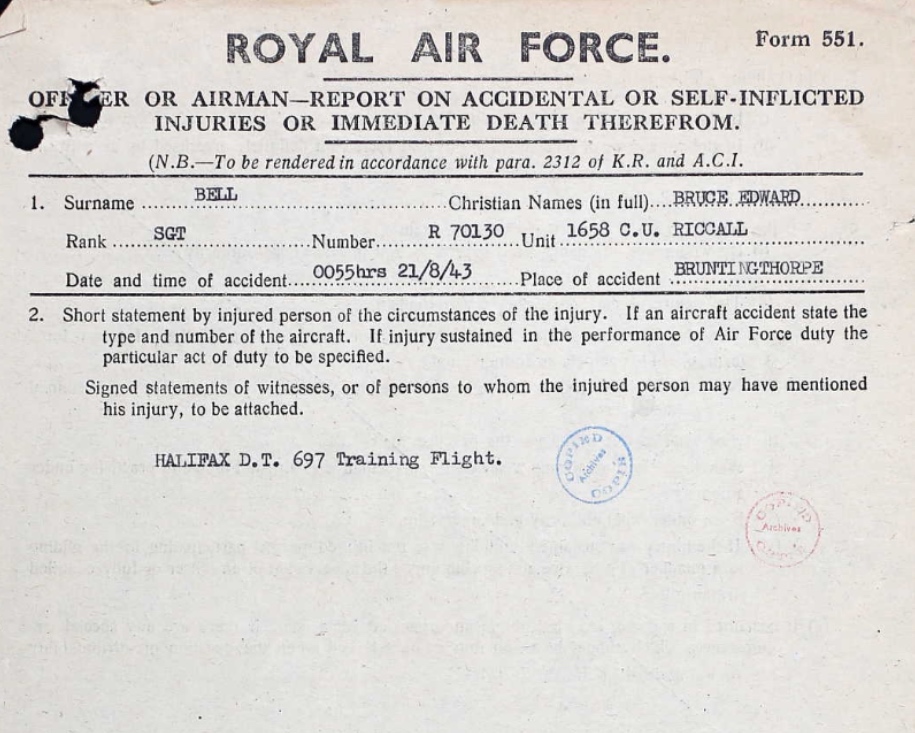 ROYAL AIR FORCE.
Form 551.
OFFICER OR AIRMAN—REPORT ON ACCIDENTAL OR SELF-INFLICTED
INJURIES OR IMMEDIATE DEATH THEREFROM.
(N.B.—To be rendered in accordance with para. 2312 of K.R. and A.C.I.
1. Surname BELL Christian Names (in full) BRUCE EDWARD
Rank SGT Number R 70130 Unit 1658 C.U. RICCALL
Date and time of accident 0055hrs 21/8/43 Place of accident BRUNTINGTHORPE
2. Short statement by injured person of the circumstances of the injury. If an aircraft accident state the
type and number of the aircraft. If injury sustained in the performance of Air Force duty the
particular act of duty to be specified.
Signed statements of witnesses, or of persons to whom the injured person may have mentioned
his injury, to be attached.
HALIFAX D.T. 697 Training Flight.
COPIED
Archives
COPIÉ
COPIED
Archives
COPIÉ